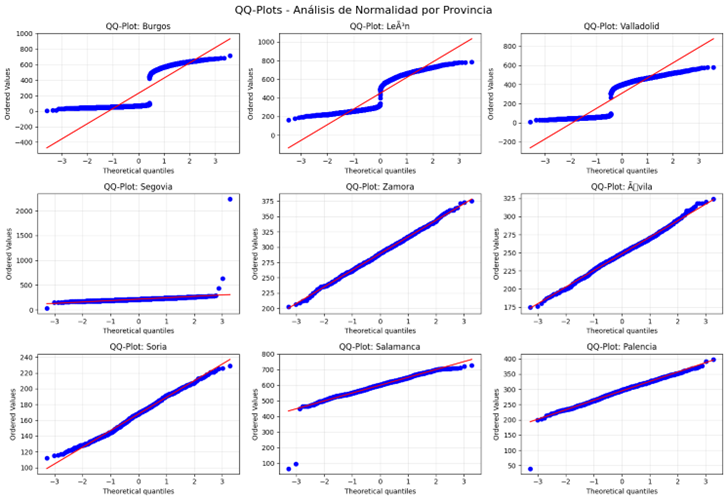 QQ-Plots - Análisis de Normalidad por Provincia
QQ-Plot: Burgos
Ordered Values
1000
800
600
400
200
0
−200
−400
−3 −2 −1 0 1 2 3
Theoretical quantiles
QQ-Plot: LeÃ³n
Ordered Values
1000
800
600
400
200
0
−3 −2 −1 0 1 2 3
Theoretical quantiles
QQ-Plot: Valladolid
Ordered Values
800
600
400
200
0
−200
−3 −2 −1 0 1 2 3
Theoretical quantiles
QQ-Plot: Segovia
Ordered Values
2000
1500
1000
500
0
−3 −2 −1 0 1 2 3
Theoretical quantiles
QQ-Plot: Zamora
Ordered Values
375
350
325
300
275
250
225
200
−3 −2 −1 0 1 2 3
Theoretical quantiles
QQ-Plot: Ã▯vila
Ordered Values
325
300
275
250
225
200
175
−3 −2 −1 0 1 2 3
Theoretical quantiles
QQ-Plot: Soria
Ordered Values
240
220
200
180
160
140
120
100
−3 −2 −1 0 1 2 3
Theoretical quantiles
QQ-Plot: Salamanca
Ordered Values
800
700
600
500
400
300
200
100
−3 −2 −1 0 1 2 3
Theoretical quantiles
QQ-Plot: Palencia
Ordered Values
400
350
300
250
200
150
100
50
−3 −2 −1 0 1 2 3
Theoretical quantiles